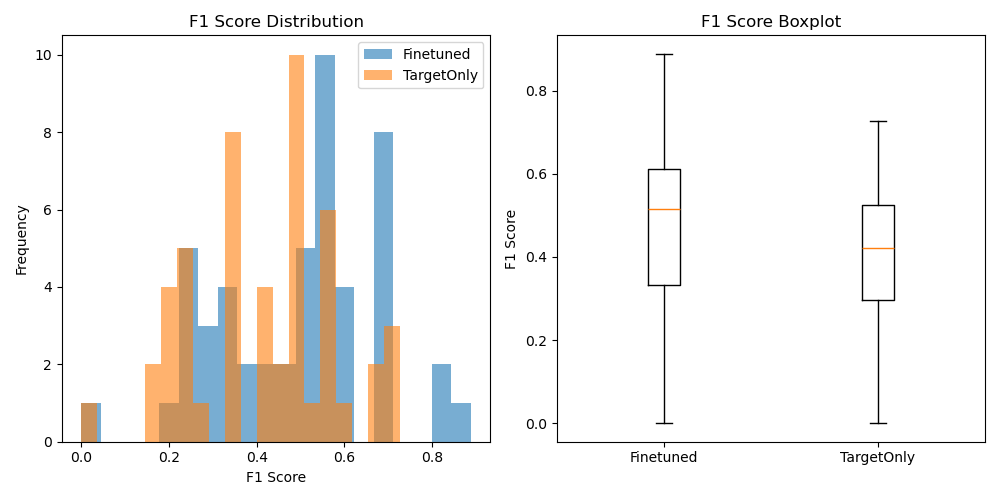 F1 Score Distribution
Finetuned
TargetOnly
10
8
6
4
2
0
Frequency
0.0 0.2 0.4 0.6 0.8
F1 Score
F1 Score Boxplot
0.8
0.6
0.4
0.2
0.0
F1 Score
Finetuned TargetOnly